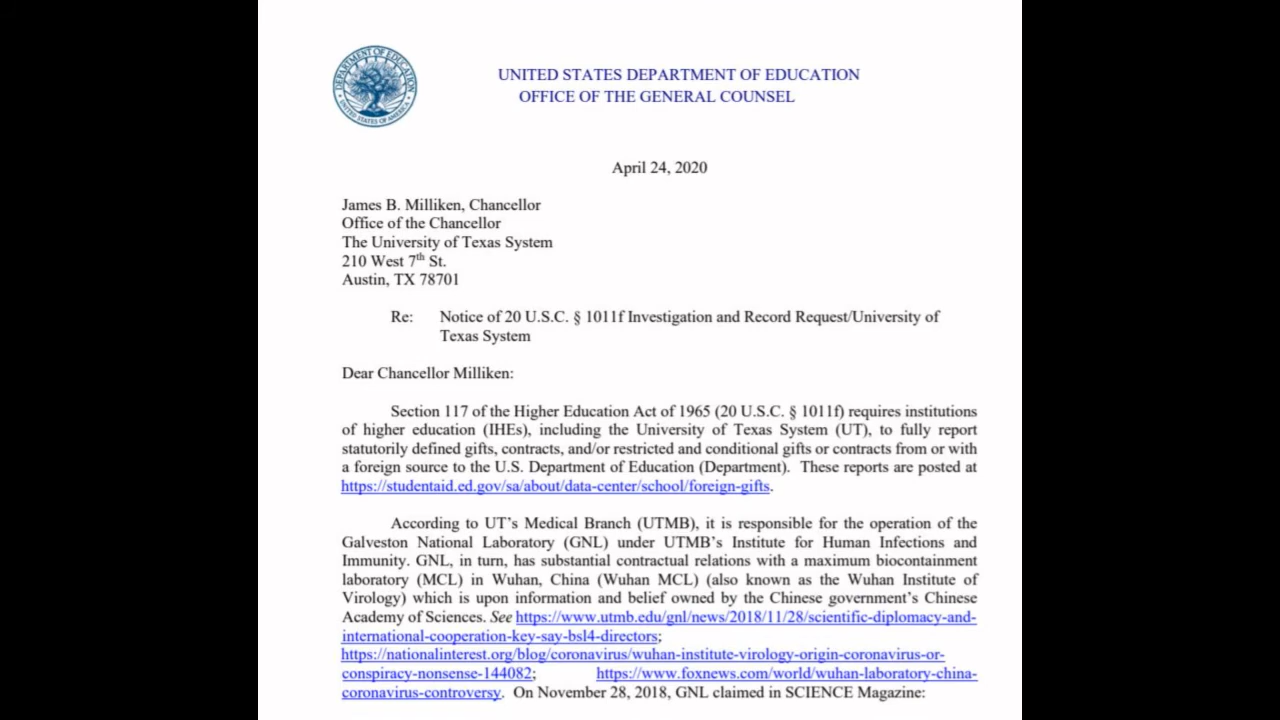 DEPARTMENT OF EDUCATION
UNITED STATES OF AMERICA
UNITED STATES DEPARTMENT OF EDUCATION
OFFICE OF THE GENERAL COUNSEL
April 24, 2020
James B. Milliken, Chancellor
Office of the Chancellor
The University of Texas System
210 West 7th St.
Austin, TX 78701
Re: Notice of 20 U.S.C. § 1011f Investigation and Record Request/University of
Texas System
Dear Chancellor Milliken:
Section 117 of the Higher Education Act of 1965 (20 U.S.C. § 1011f) requires institutions
of higher education (IHEs), including the University of Texas System (UT), to fully report
statutorily defined gifts, contracts, and/or restricted and conditional gifts or contracts from or with
a foreign source to the U.S. Department of Education (Department). These reports are posted at
https://studentaid.ed.gov/sa/about/data-center/school/foreign-gifts.
According to UT's Medical Branch (UTMB), it is responsible for the operation of the
Galveston National Laboratory (GNL) under UTMB's Institute for Human Infections and
Immunity. GNL, in turn, has substantial contractual relations with a maximum biocontainment
laboratory (MCL) in Wuhan, China (Wuhan MCL) (also known as the Wuhan Institute of
Virology) which is upon information and belief owned by the Chinese government's Chinese
Academy of Sciences. See https://www.utmb.edu/gnl/news/2018/11/28/scientific-diplomacy-and-
international-cooperation-key-say-bsl4-directors;
https://nationalinterest.org/blog/coronavirus/wuhan-institute-virology-origin-coronavirus-or-
conspiracy-nonsense-144082; https://www.foxnews.com/world/wuhan-laboratory-china-
coronavirus-controversy. On November 28, 2018, GNL claimed in SCIENCE Magazine: